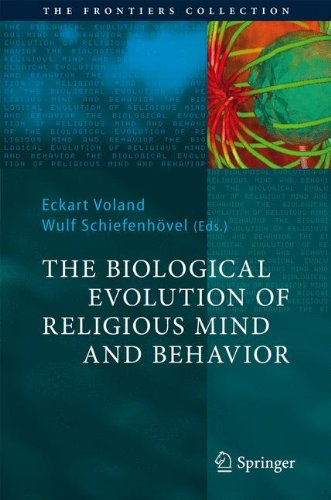 THE FRONTIERS COLLECTION
Eckart Voland
Wulf Schiefenhövel (Eds.)
THE BIOLOGICAL
EVOLUTION OF
RELIGIOUS MIND
AND BEHAVIOR
Springer